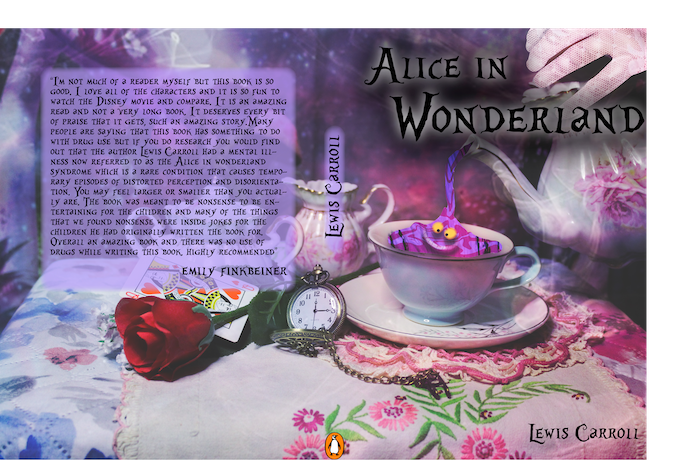 "I'm not much of a reader myself but this book is so
good. I love all of the characters and it is so fun to
watch the Disney movie and compare. It is an amazing
read and not a very long book. It deserves every bit
of praise that it gets, such an amazing story.Many
people are saying that this book has something to do
with drug use but if you do research you would find
out that the author Lewis Carroll had a mental ill-
ness now referred to as the Alice in wonderland
syndrome which is a rare condition that causes tempo-
rary episodes of distorted perception and disorienta-
tion. You may feel larger or smaller than you actual-
ly are. The book was meant to be nonsense to be en-
tertaining for the children and many of the things
that we found nonsense were inside jokes for the
children he had originally written the book for.
Overall an amazing book and there was no use of
drugs while writing this book, highly recommended"
Emily Finkbeiner
Lewis Carroll
Alice in
Wonderland
Lewis Carroll